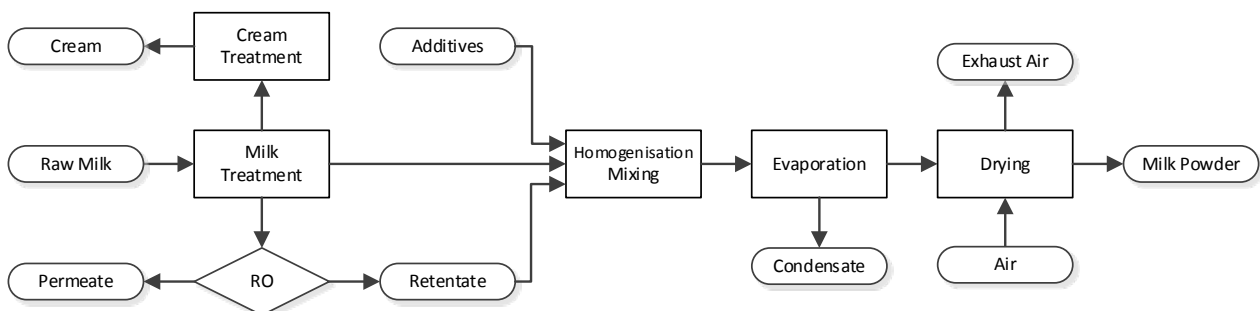 Cream
Cream
Treatment
Additives
Exhaust Air
Raw Milk
Milk
Treatment
Homogenisation
Mixing
Evaporation
Drying
Milk Powder
Permeate
RO
Retentate
Condensate
Air